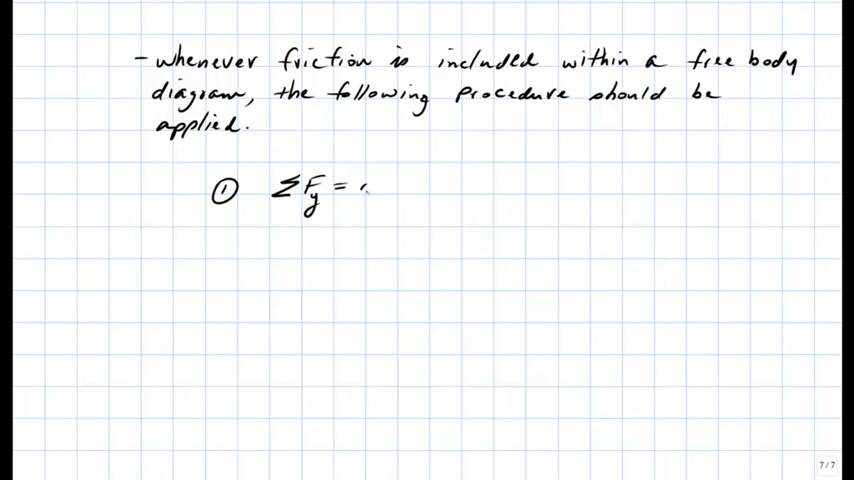 - whenever friction is included within a free body
diagram, the following procedure should be
applied.
① ΣFy =
7/7